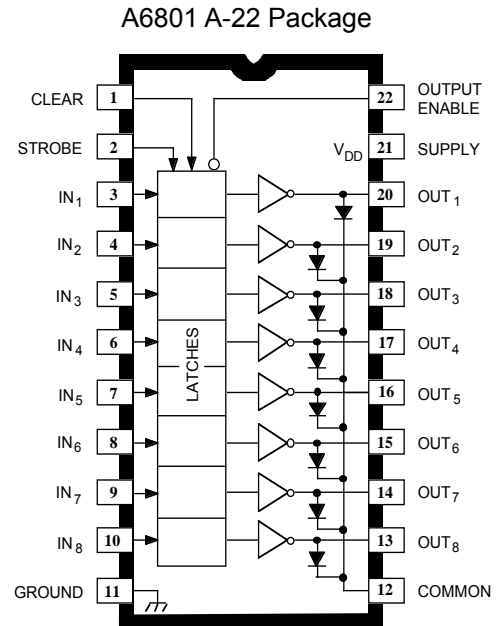 A6801 A-22 Package
CLEAR 1
22 OUTPUT ENABLE
STROBE 2
V_DD 21 SUPPLY
IN1 3
20 OUT1
IN2 4
19 OUT2
IN3 5
18 OUT3
IN4 6
17 OUT4
LATCHES
IN5 7
16 OUT5
IN6 8
15 OUT6
IN7 9
14 OUT7
IN8 10
13 OUT8
GROUND 11
12 COMMON